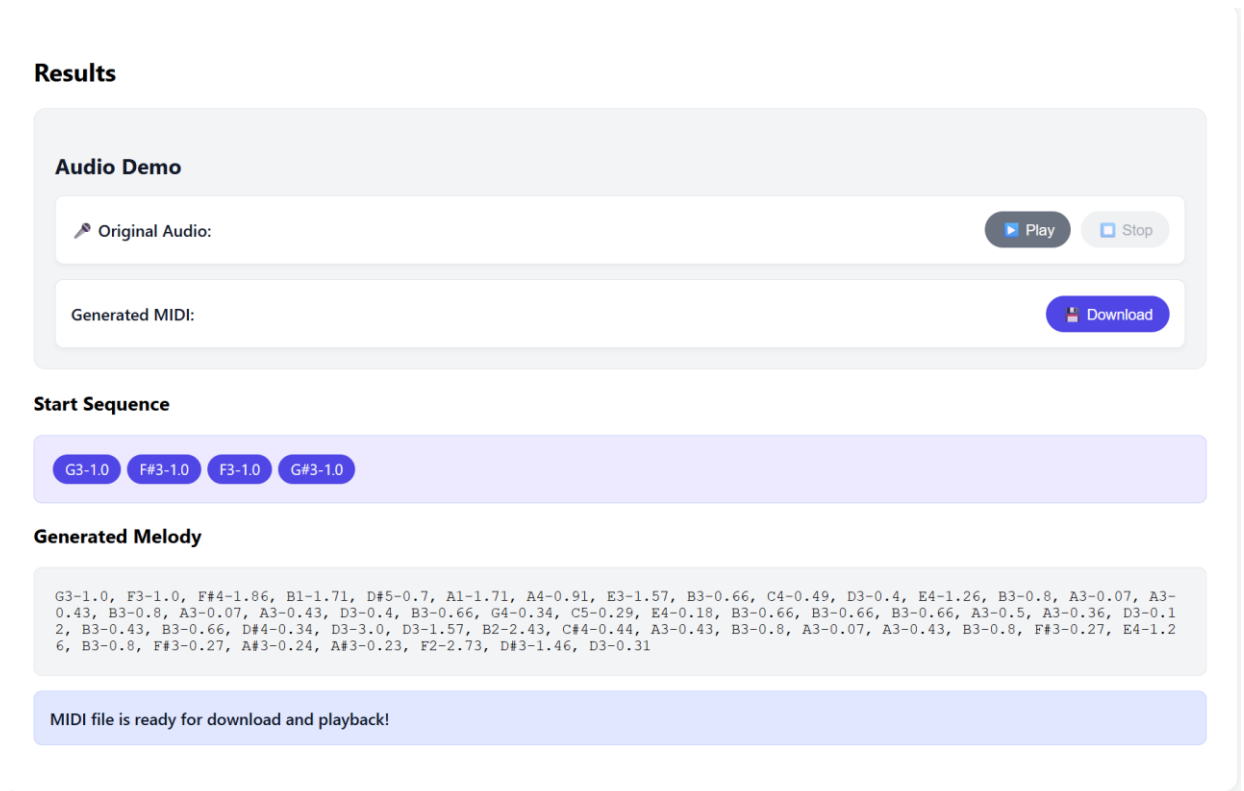 Results
Audio Demo
🎤 Original Audio:
▶️ Play
⏹️ Stop
Generated MIDI:
💾 Download
Start Sequence
G3-1.0 F#3-1.0 F3-1.0 G#3-1.0
Generated Melody
G3-1.0, F3-1.0, F#4-1.86, B1-1.71, D#5-0.7, A1-1.71, A4-0.91, E3-1.57, B3-0.66, C4-0.49, D3-0.4, E4-1.26, B3-0.8, A3-0.07, A3-
0.43, B3-0.8, A3-0.07, A3-0.43, D3-0.4, B3-0.66, G4-0.34, C5-0.29, E4-0.18, B3-0.66, B3-0.66, B3-0.66, A3-0.5, A3-0.36, D3-0.1
2, B3-0.43, B3-0.66, D#4-0.34, D3-3.0, D3-1.57, B2-2.43, C#4-0.44, A3-0.43, B3-0.8, A3-0.07, A3-0.43, B3-0.8, F#3-0.27, E4-1.2
6, B3-0.8, F#3-0.27, A#3-0.24, A#3-0.23, F2-2.73, D#3-1.46, D3-0.31
MIDI file is ready for download and playback!